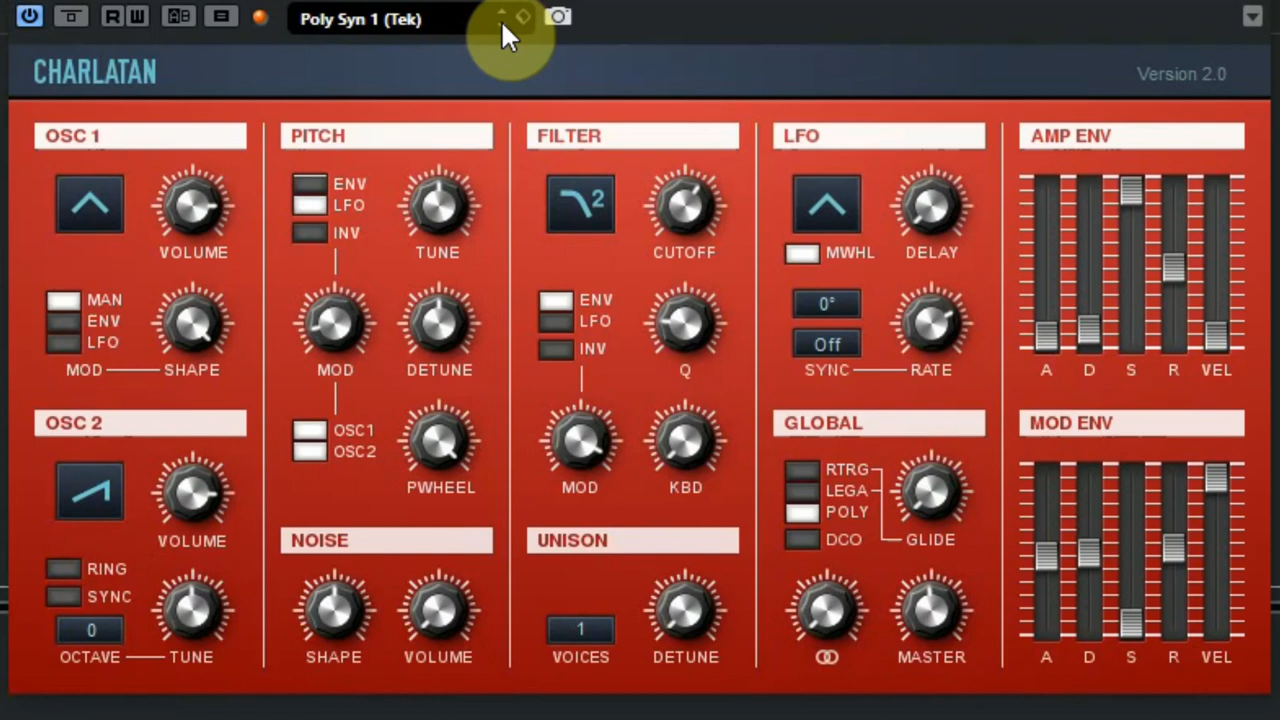 R W A B
Poly Syn 1 (Tek)
CHARLATAN
Version 2.0
OSC 1
PITCH
FILTER
LFO
AMP ENV
ENV
LFO
INV
2
MWHL
VOLUME
TUNE
CUTOFF
DELAY
MAN
ENV
LFO
ENV
LFO
INV
0°
Off
MOD
SHAPE
MOD
DETUNE
Q
SYNC
RATE
A D S R VEL
OSC 2
GLOBAL
MOD ENV
OSC1
OSC2
PWHEEL
MOD
KBD
RTRG
LEGA
POLY
DCO
GLIDE
VOLUME
NOISE
UNISON
RING
SYNC
0
1
OCTAVE
TUNE
SHAPE
VOLUME
VOICES
DETUNE
MASTER
A D S R VEL